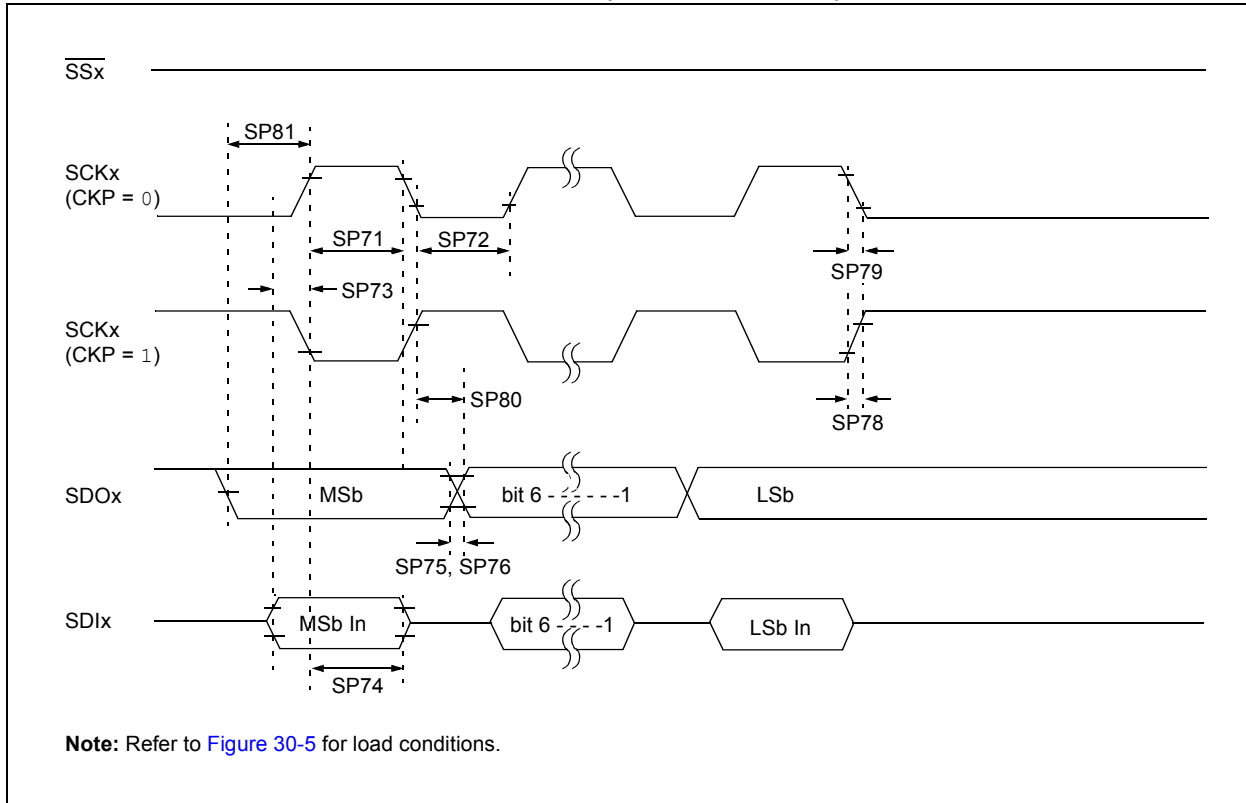 SSx
SP81
SCKx
(CKP = 0)
SP71
SP72
SP79
SP73
SCKx
(CKP = 1)
SP80
SP78
SDOx
MSb
bit 6 - - - - - -1
LSb
SP75, SP76
SDIx
MSb In
bit 6 - - - -1
LSb In
SP74
Note: Refer to Figure 30-5 for load conditions.